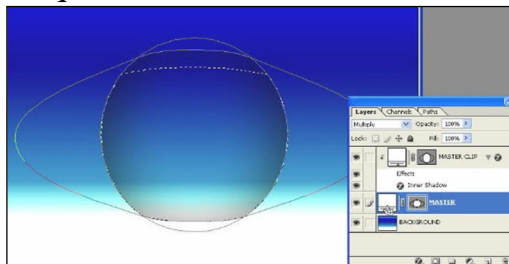 Layers Channels Paths
Multiply Opacity: 100%
Lock: Fill: 100%
MASTER CLIP
Effects
Inner Shadow
MASTER
BACKGROUND